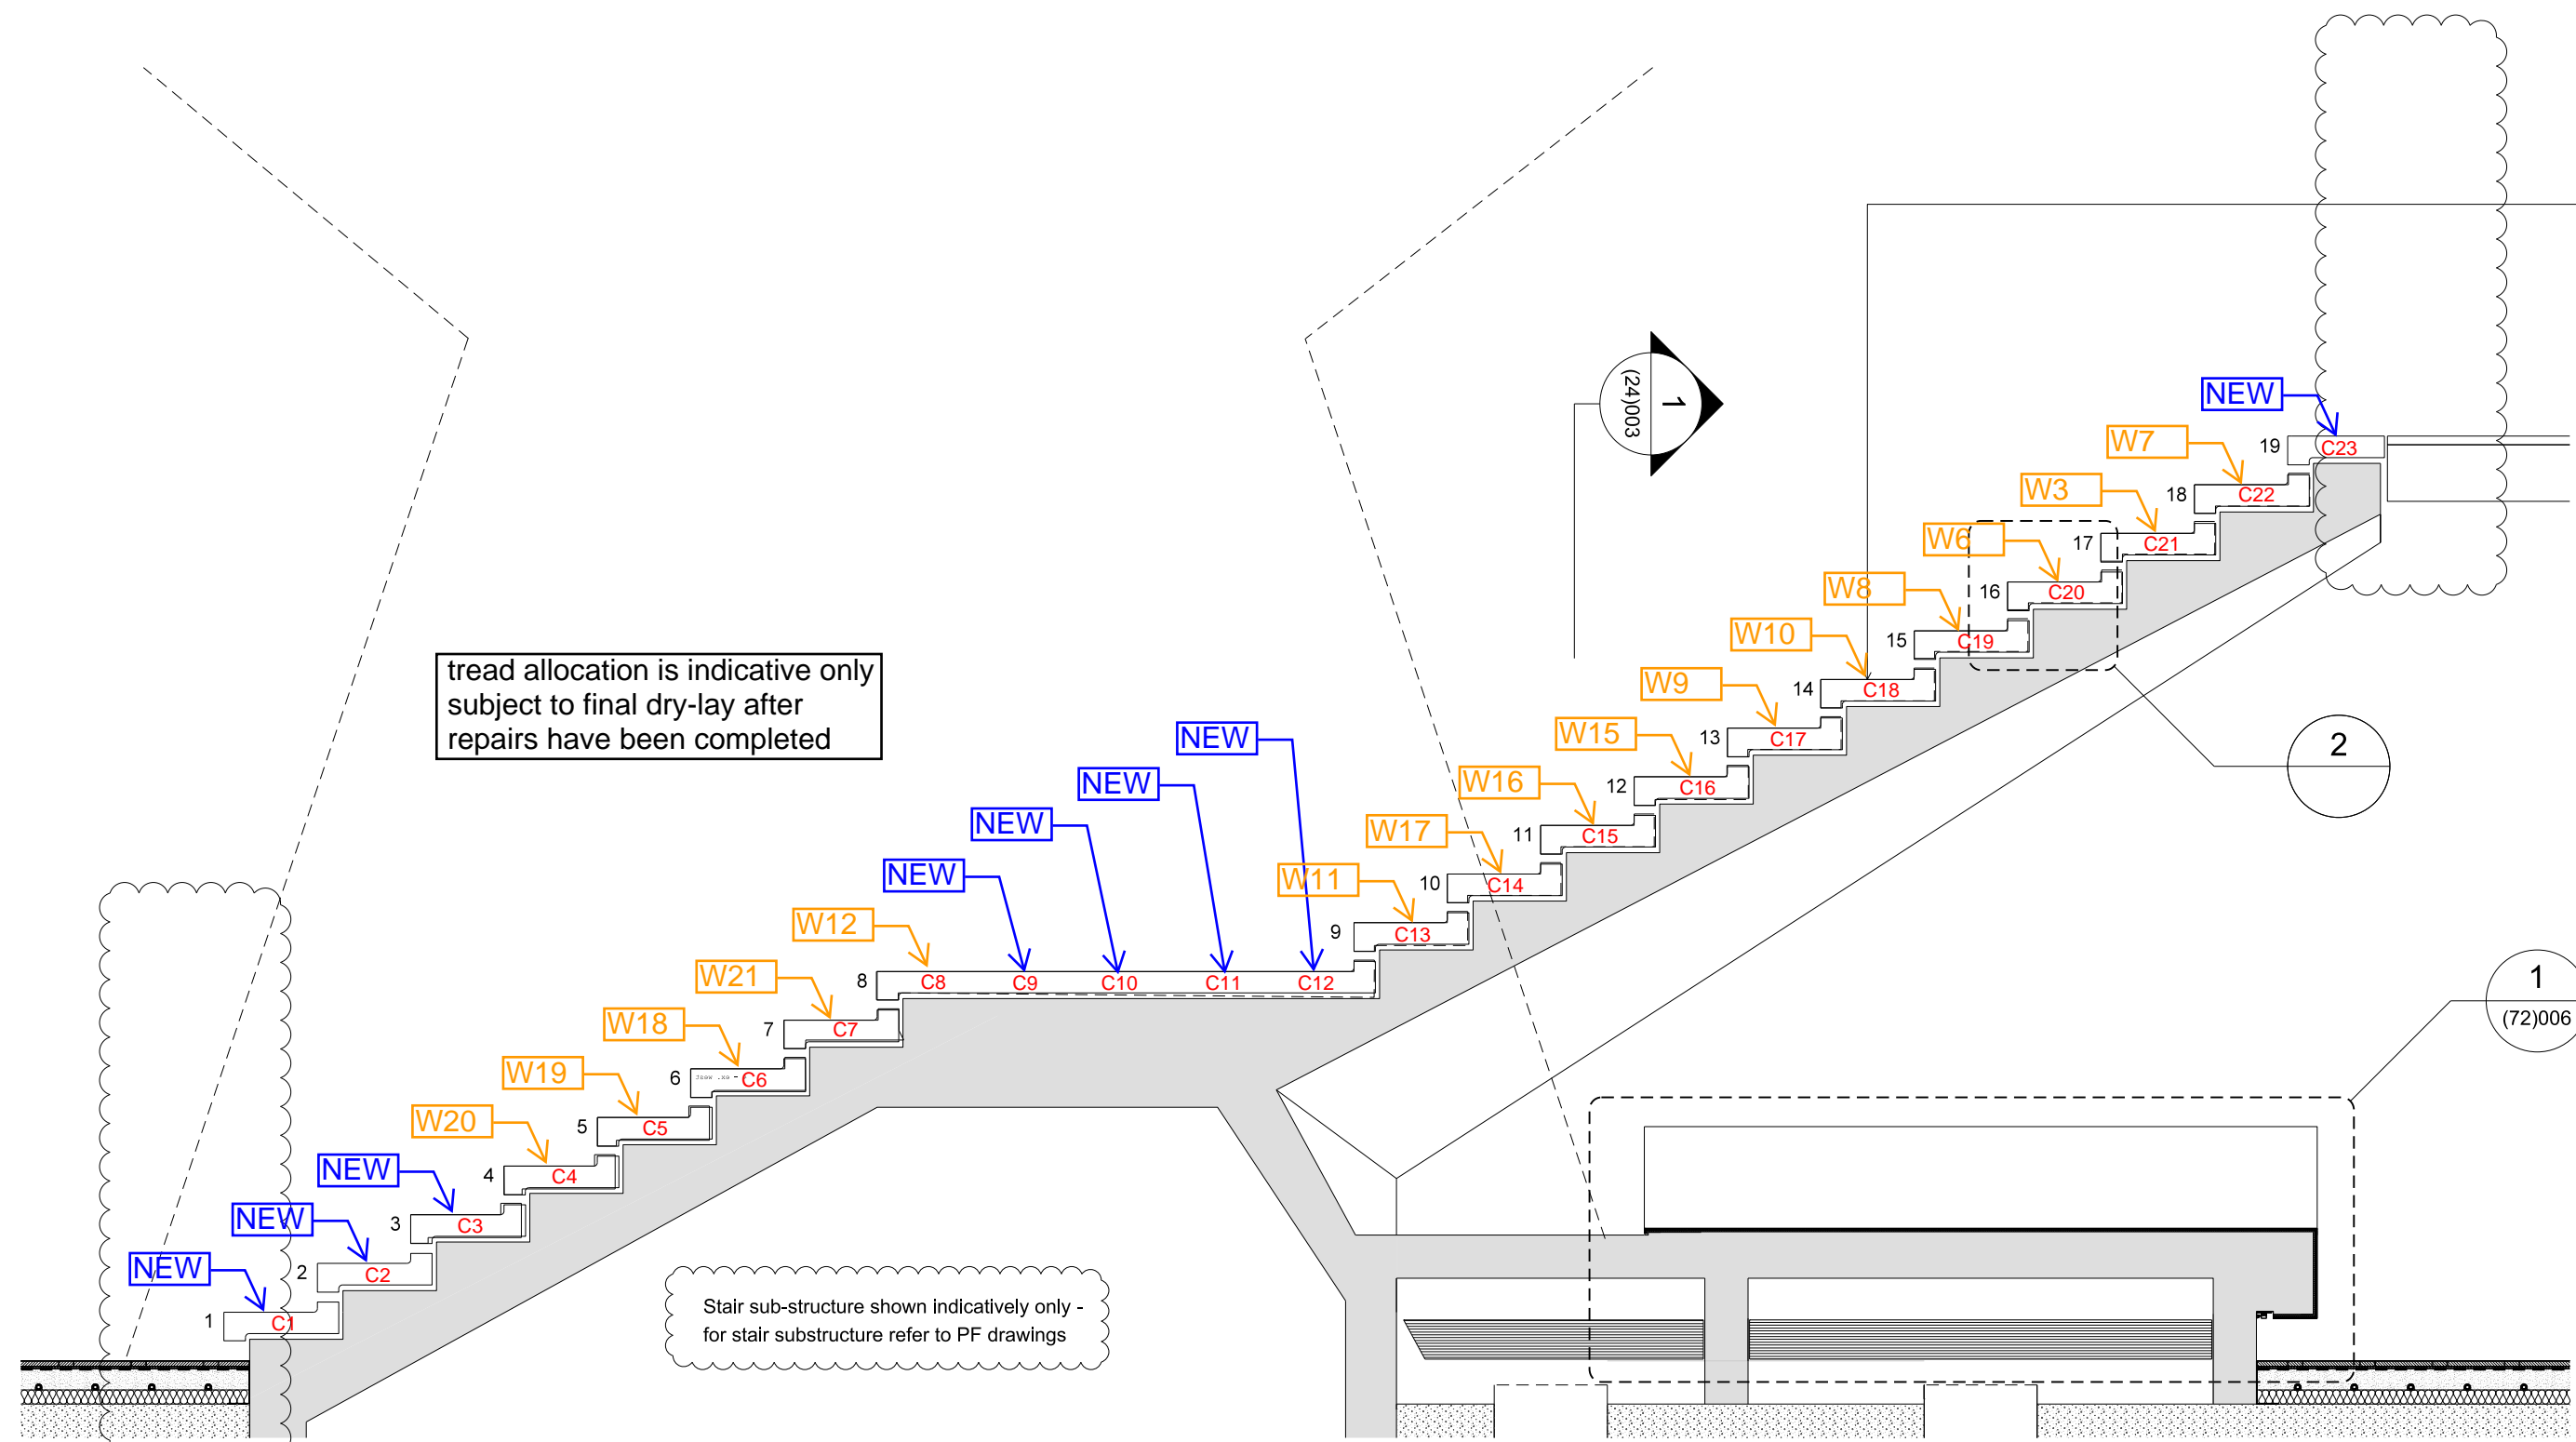 NEW
W7
19
C23
1
(24)003
W3
18
C22
W6
17
C21
W8
16
C20
W10
15
C19
tread allocation is indicative only
subject to final dry-lay after
repairs have been completed
W9
14
C18
NEW
W15
13
C17
2
NEW
W16
12
C16
NEW
W17
11
C15
NEW
W11
10
C14
W12
9
C13
W21
8
C8
C9
C10
C11
C12
1
(72)006
W18
7
C7
W19
6
C6
W20
5
C5
NEW
4
C4
NEW
3
C3
NEW
2
C2
1
C1
Stair sub-structure shown indicatively only -
for stair substructure refer to PF drawings